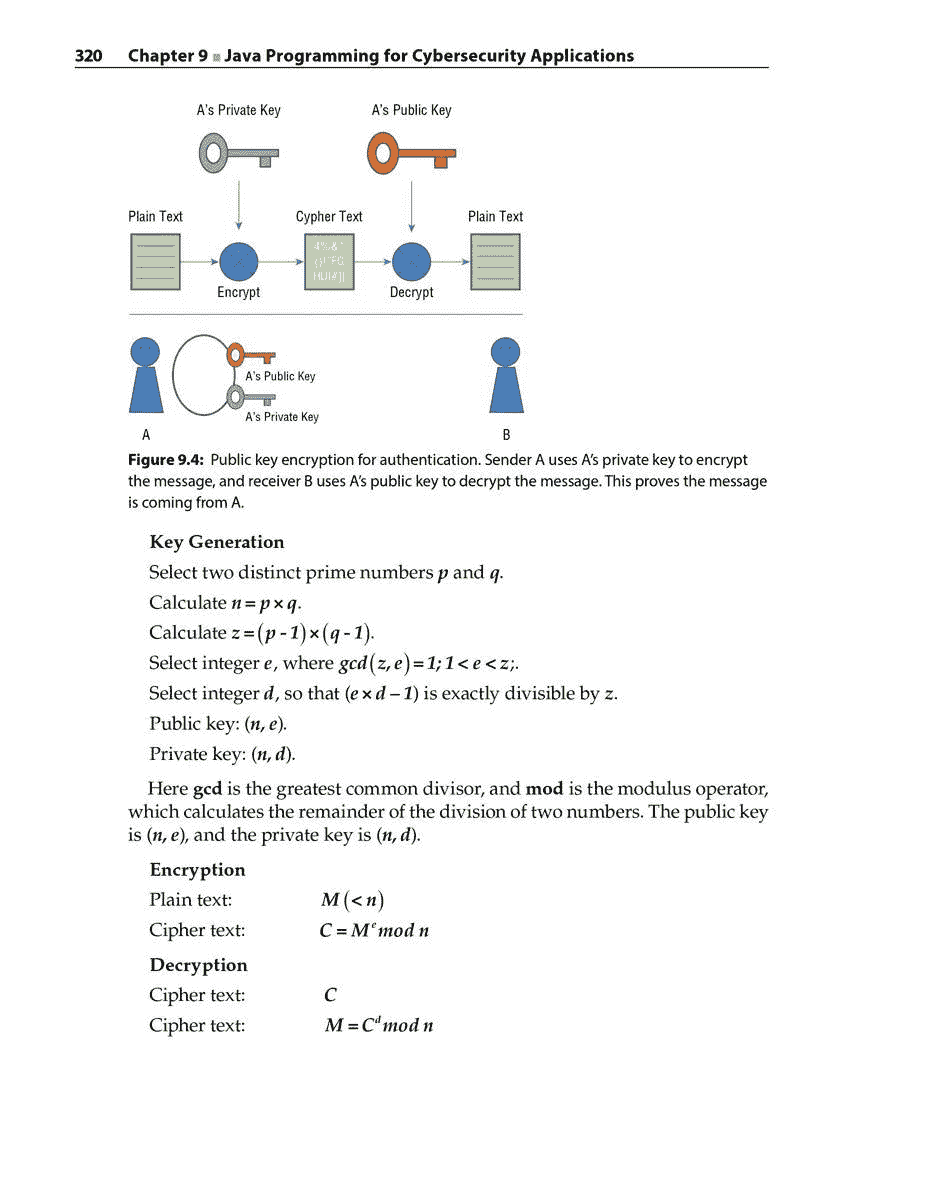 320 Chapter 9 ■ Java Programming for Cybersecurity Applications
A's Private Key A's Public Key
Plain Text Cypher Text Plain Text
Encrypt Decrypt
A's Public Key
A's Private Key
A B
Figure 9.4: Public key encryption for authentication. Sender A uses A's private key to encrypt
the message, and receiver B uses A's public key to decrypt the message. This proves the message
is coming from A.
Key Generation
Select two distinct prime numbers p and q.
Calculate n = p × q.
Calculate z = (p - 1) × (q - 1).
Select integer e, where gcd(z, e) = 1; 1 < e < z;.
Select integer d, so that (e × d – 1) is exactly divisible by z.
Public key: (n, e).
Private key: (n, d).
Here gcd is the greatest common divisor, and mod is the modulus operator,
which calculates the remainder of the division of two numbers. The public key
is (n, e), and the private key is (n, d).
Encryption
Plain text: M (< n)
Cipher text: C = Mᵉ mod n
Decryption
Cipher text: C
Cipher text: M = Cᵈ mod n